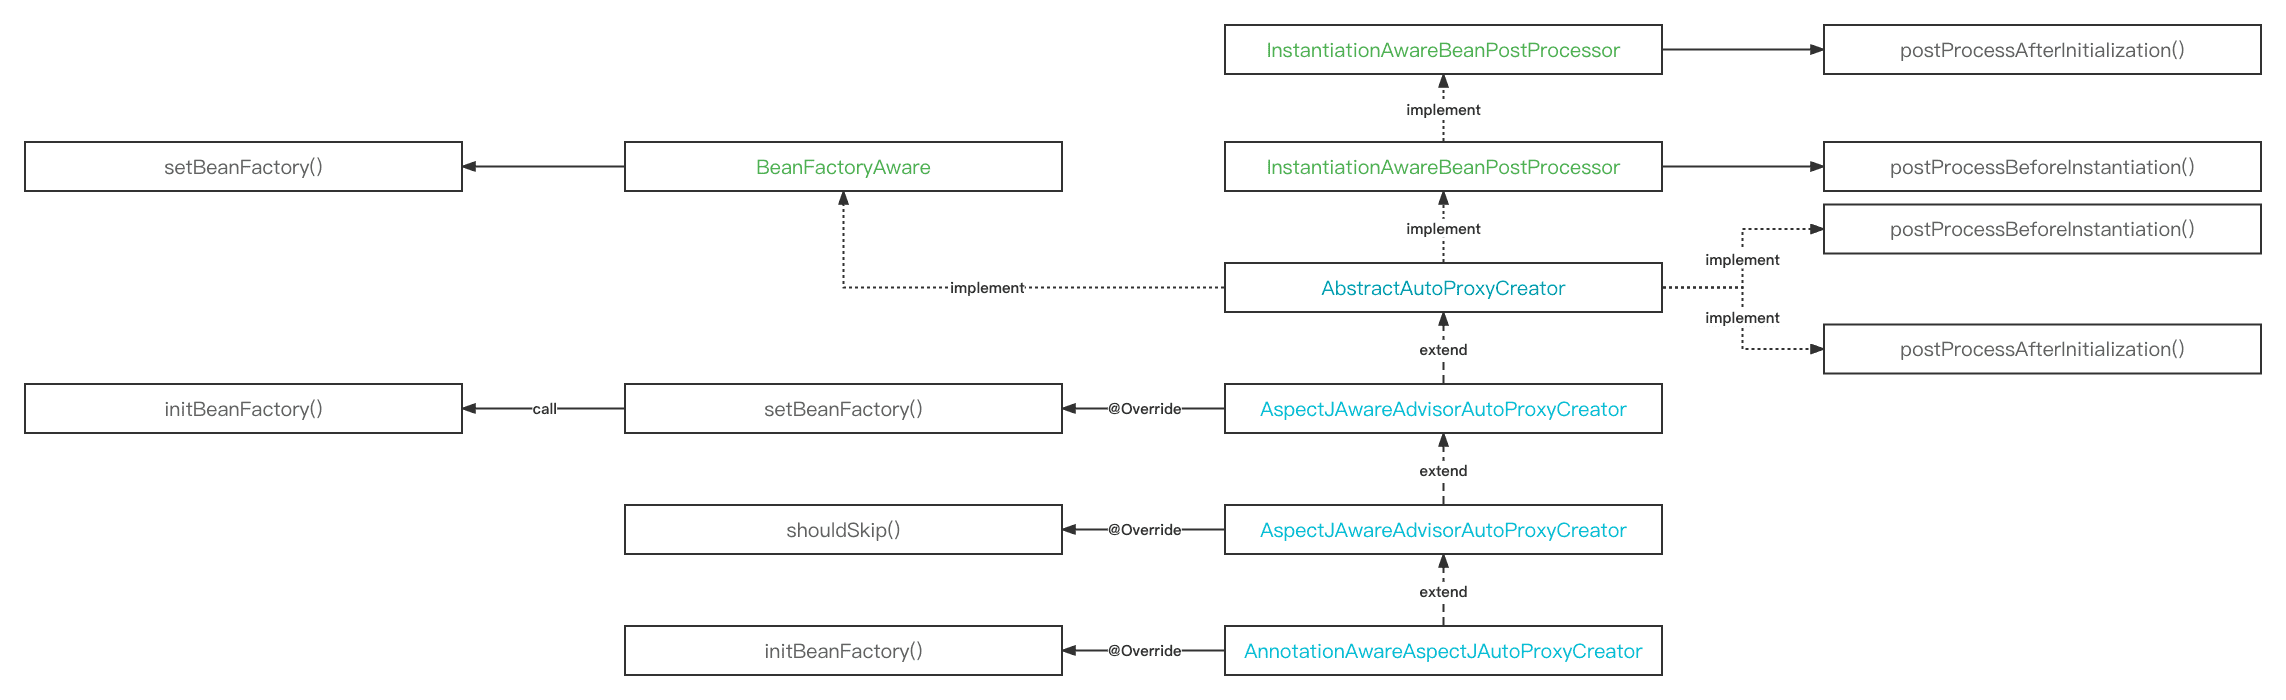 InstantiationAwareBeanPostProcessor
postProcessAfterInitialization()
implement
setBeanFactory()
BeanFactoryAware
InstantiationAwareBeanPostProcessor
postProcessBeforeInstantiation()
implement
postProcessBeforeInstantiation()
implement
implement
AbstractAutoProxyCreator
implement
extend
postProcessAfterInitialization()
initBeanFactory()
call
setBeanFactory()
@Override
AspectJAwareAdvisorAutoProxyCreator
extend
shouldSkip()
@Override
AspectJAwareAdvisorAutoProxyCreator
extend
initBeanFactory()
@Override
AnnotationAwareAspectJAutoProxyCreator